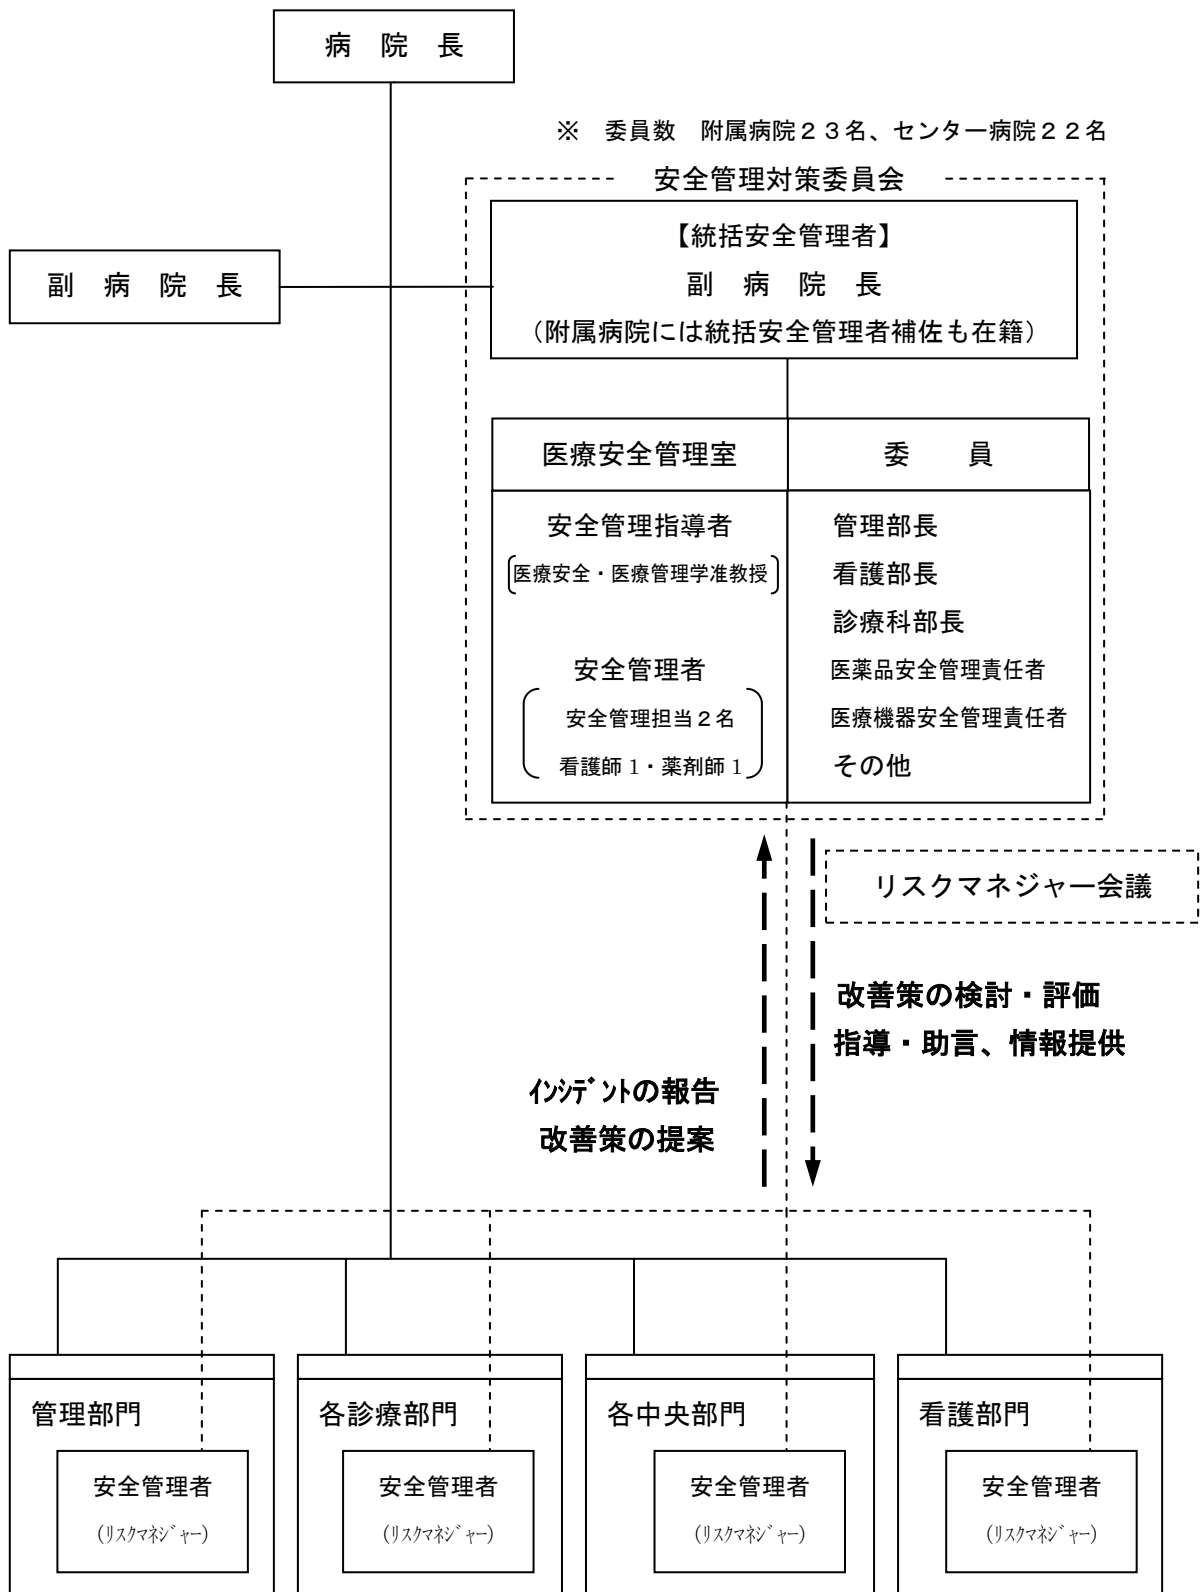 病　院　長
※　委員数　附属病院２３名、センター病院２２名
安全管理対策委員会
【統括安全管理者】
副　病　院　長
（附属病院には統括安全管理者補佐も在籍）
副　病　院　長
医療安全管理室
委　　員
安全管理指導者
〔医療安全・医療管理学准教授〕
安全管理者
安全管理担当２名
看護師 1・薬剤師 1
管理部長
看護部長
診療科部長
医薬品安全管理責任者
医療機器安全管理責任者
その他
リスクマネジャー会議
改善策の検討・評価
指導・助言、情報提供
ｲﾝｼﾃﾞﾝﾄの報告
改善策の提案
管理部門
安全管理者
（ﾘｽｸﾏﾈｼﾞｬｰ）
各診療部門
安全管理者
（ﾘｽｸﾏﾈｼﾞｬｰ）
各中央部門
安全管理者
（ﾘｽｸﾏﾈｼﾞｬｰ）
看護部門
安全管理者
（ﾘｽｸﾏﾈｼﾞｬｰ）